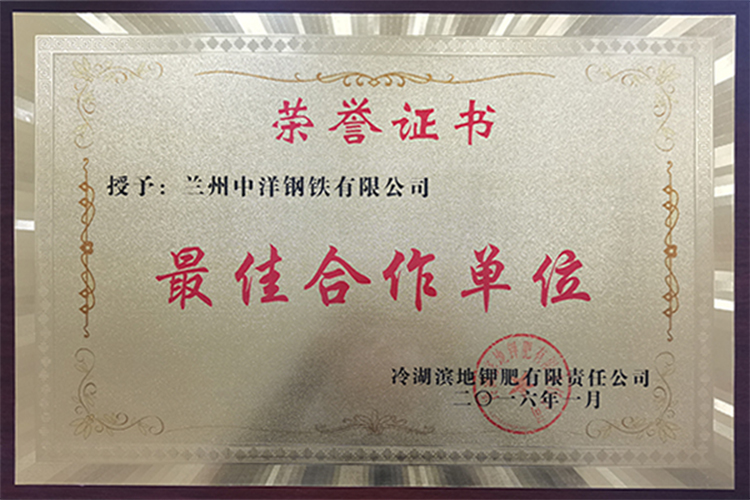 荣誉证书
授予：兰州中洋钢铁有限公司
最佳合作单位
冷湖滨地钾肥有限责任公司
二〇一六年一月